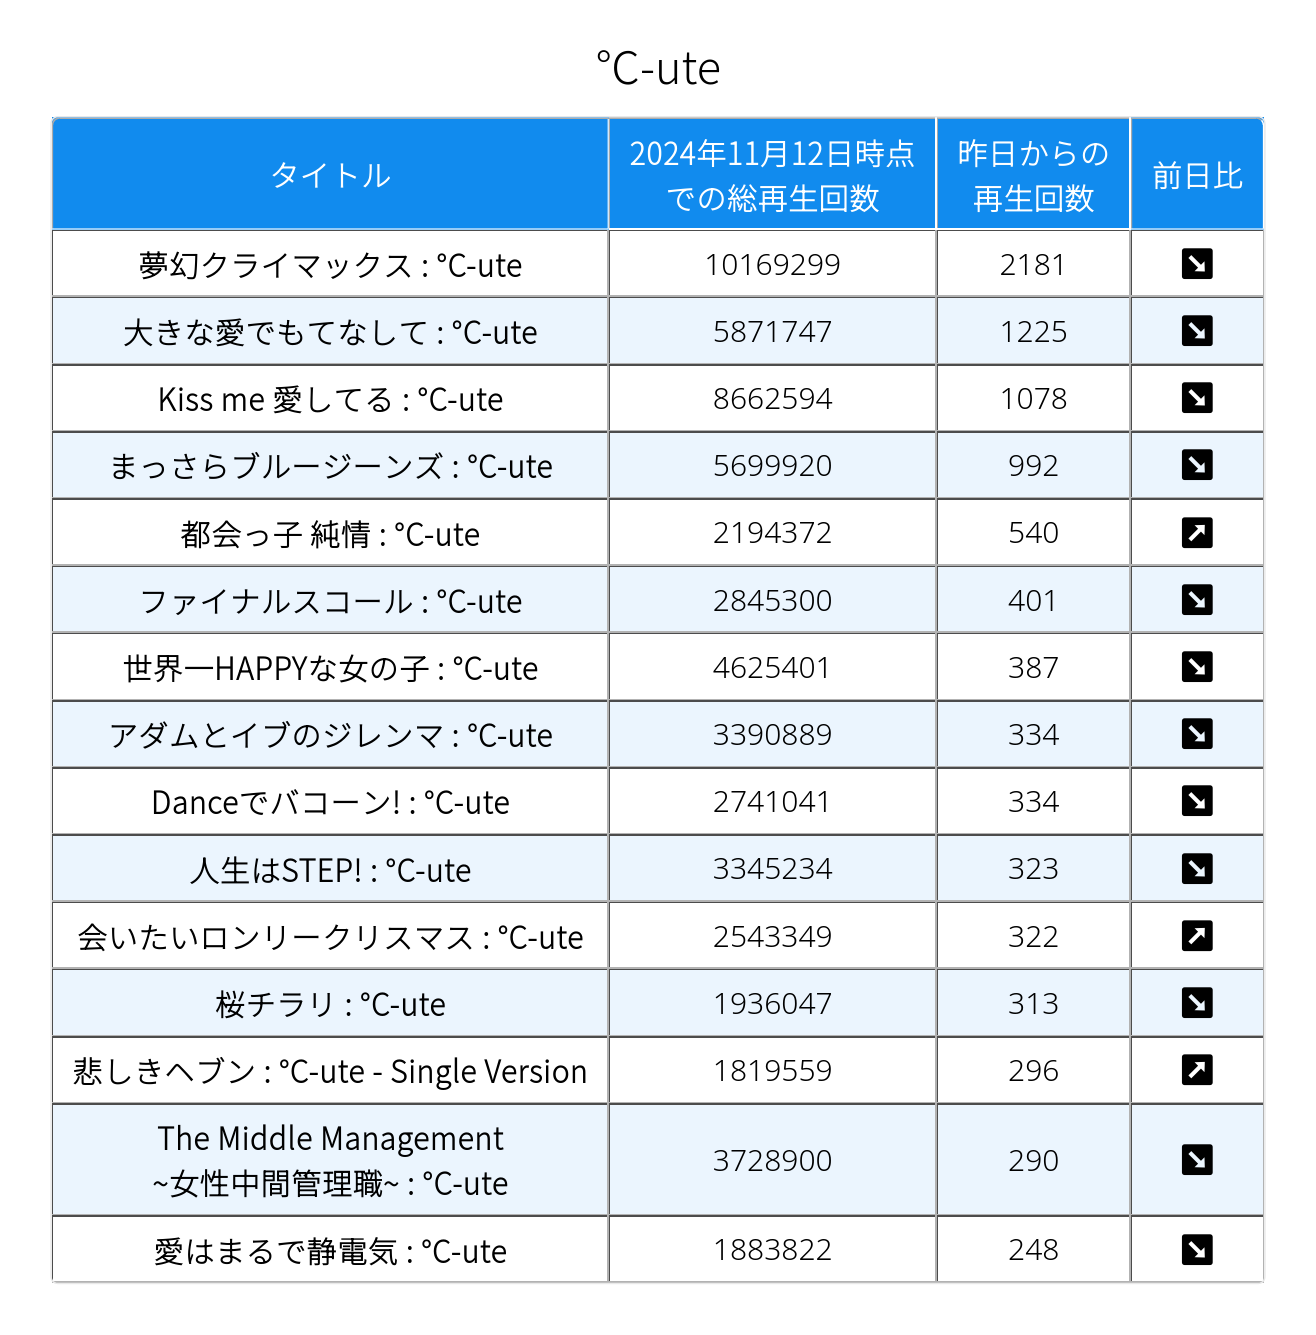 ℃-ute
タイトル
2024年11月12日時点
での総再生回数
昨日からの
再生回数
前日比
夢幻クライマックス : ℃-ute 10169299 2181
大きな愛でもてなして : ℃-ute 5871747 1225
Kiss me 愛してる : ℃-ute 8662594 1078
まっさらブルージーンズ : ℃-ute 5699920 992
都会っ子 純情 : ℃-ute 2194372 540
ファイナルスコール : ℃-ute 2845300 401
世界一HAPPYな女の子 : ℃-ute 4625401 387
アダムとイブのジレンマ : ℃-ute 3390889 334
Danceでバコーン! : ℃-ute 2741041 334
人生はSTEP! : ℃-ute 3345234 323
会いたいロンリークリスマス : ℃-ute 2543349 322
桜チラリ : ℃-ute 1936047 313
悲しきヘブン : ℃-ute - Single Version 1819559 296
The Middle Management
~女性中間管理職~ : ℃-ute 3728900 290
愛はまるで静電気 : ℃-ute 1883822 248